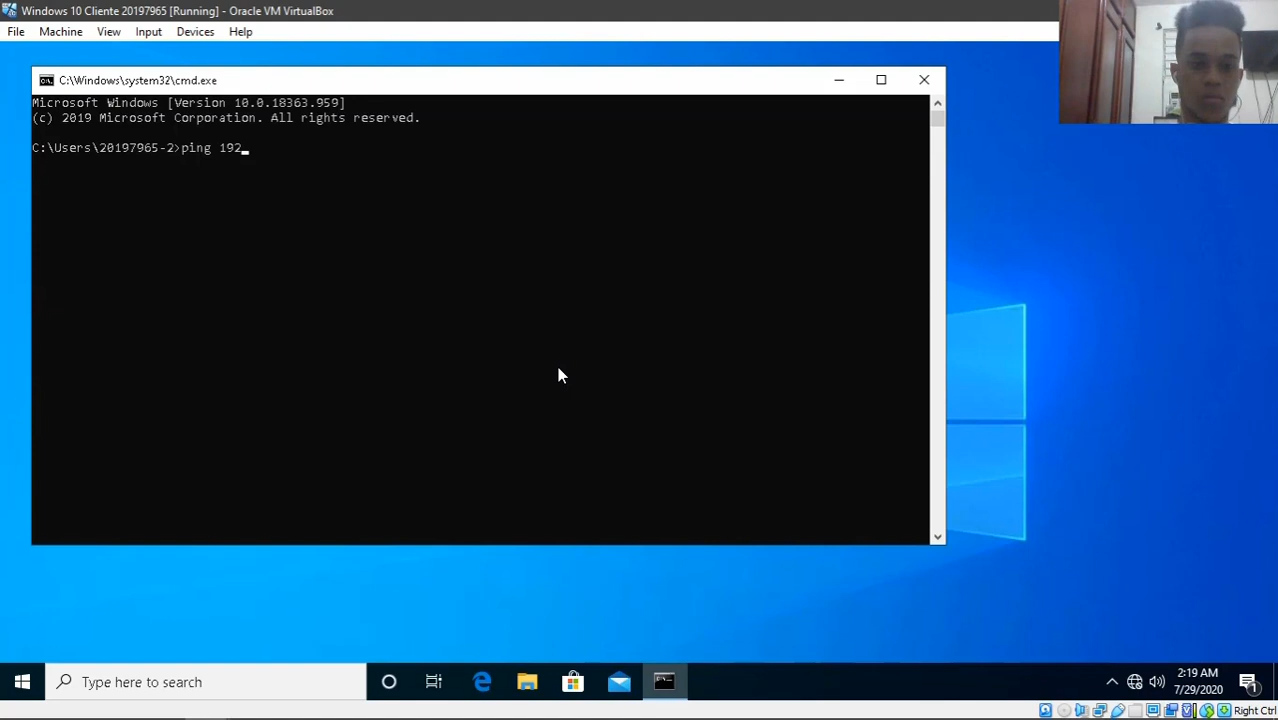 Windows 10 Cliente 20197965 [Running] - Oracle VM VirtualBox
File Machine View Input Devices Help
C:\Windows\system32\cmd.exe
Microsoft Windows [Version 10.0.18363.959]
(c) 2019 Microsoft Corporation. All rights reserved.
C:\Users\20197965-2>ping 192_
Type here to search
2:19 AM
7/29/2020
1
Right Ctrl